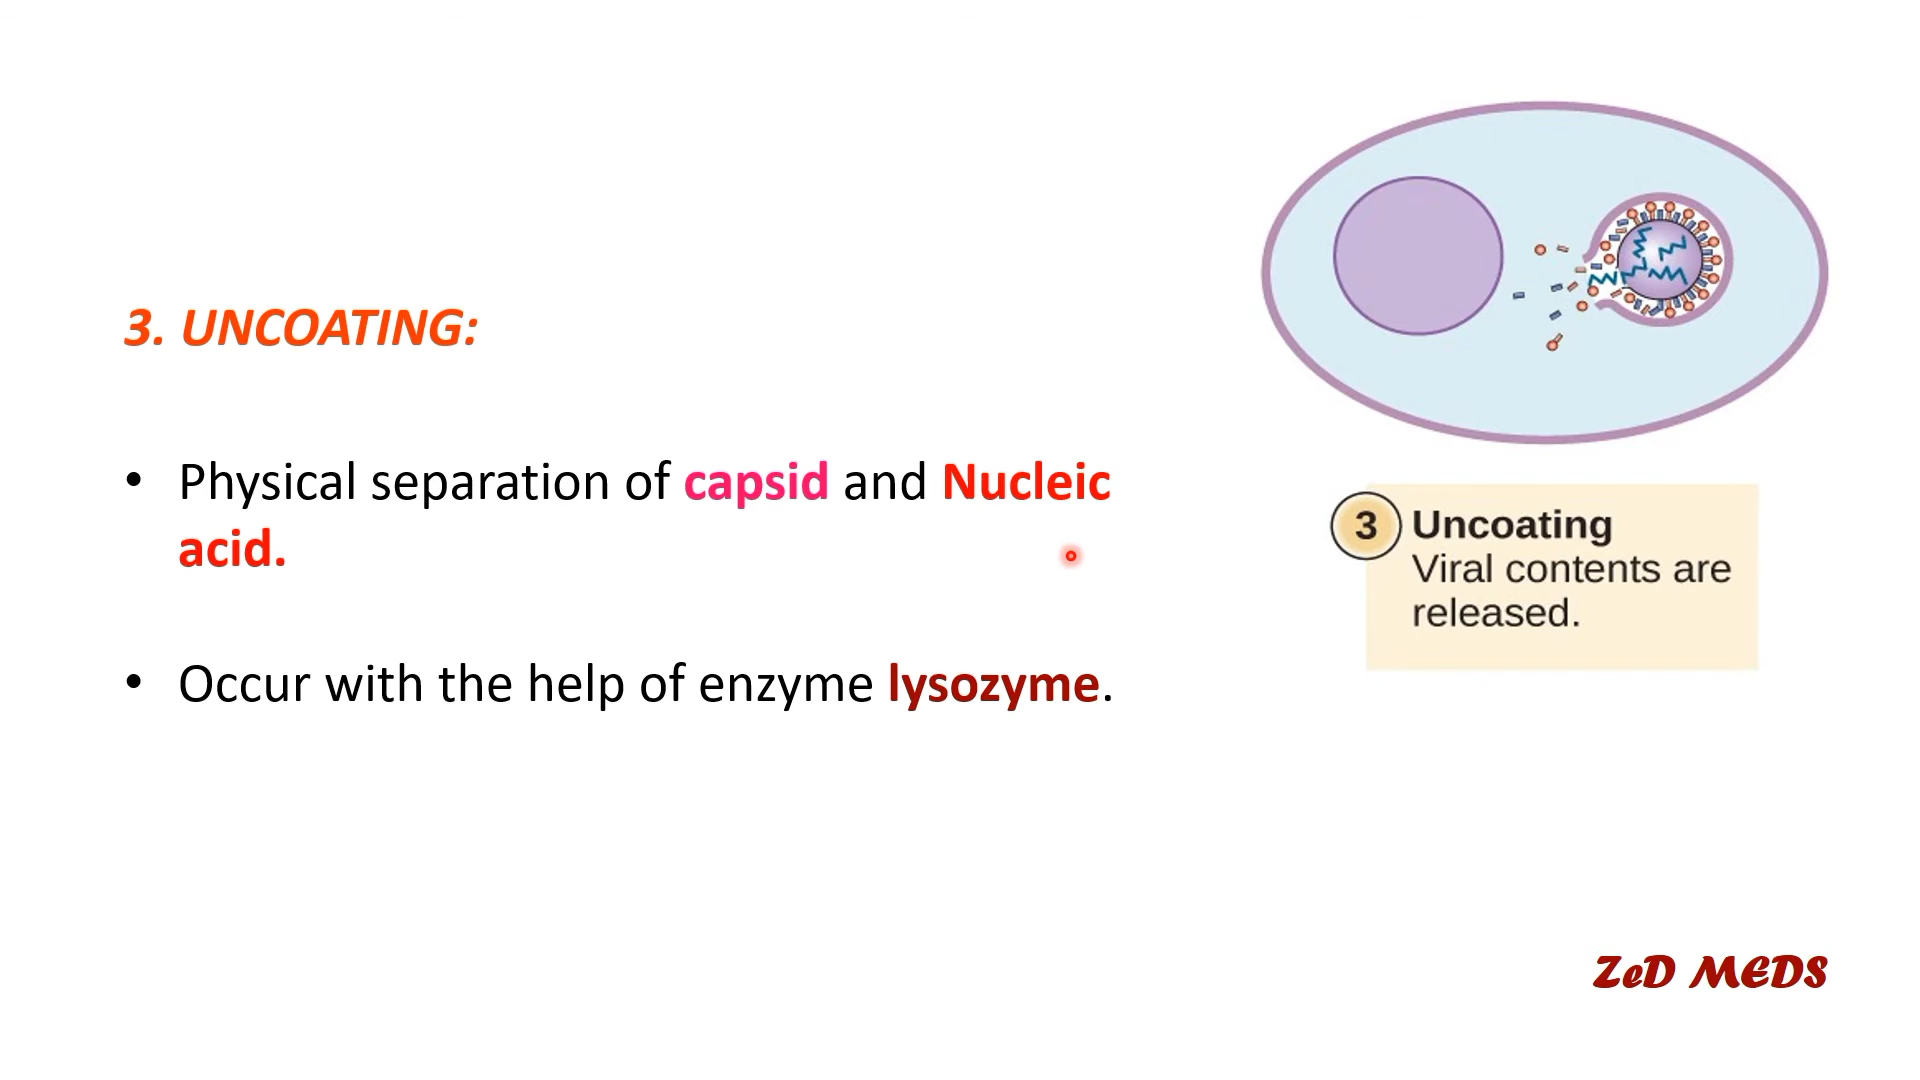 3. UNCOATING:
• Physical separation of capsid and Nucleic
acid.
• Occur with the help of enzyme lysozyme.
3 Uncoating
Viral contents are
released.
ZeD MEDS